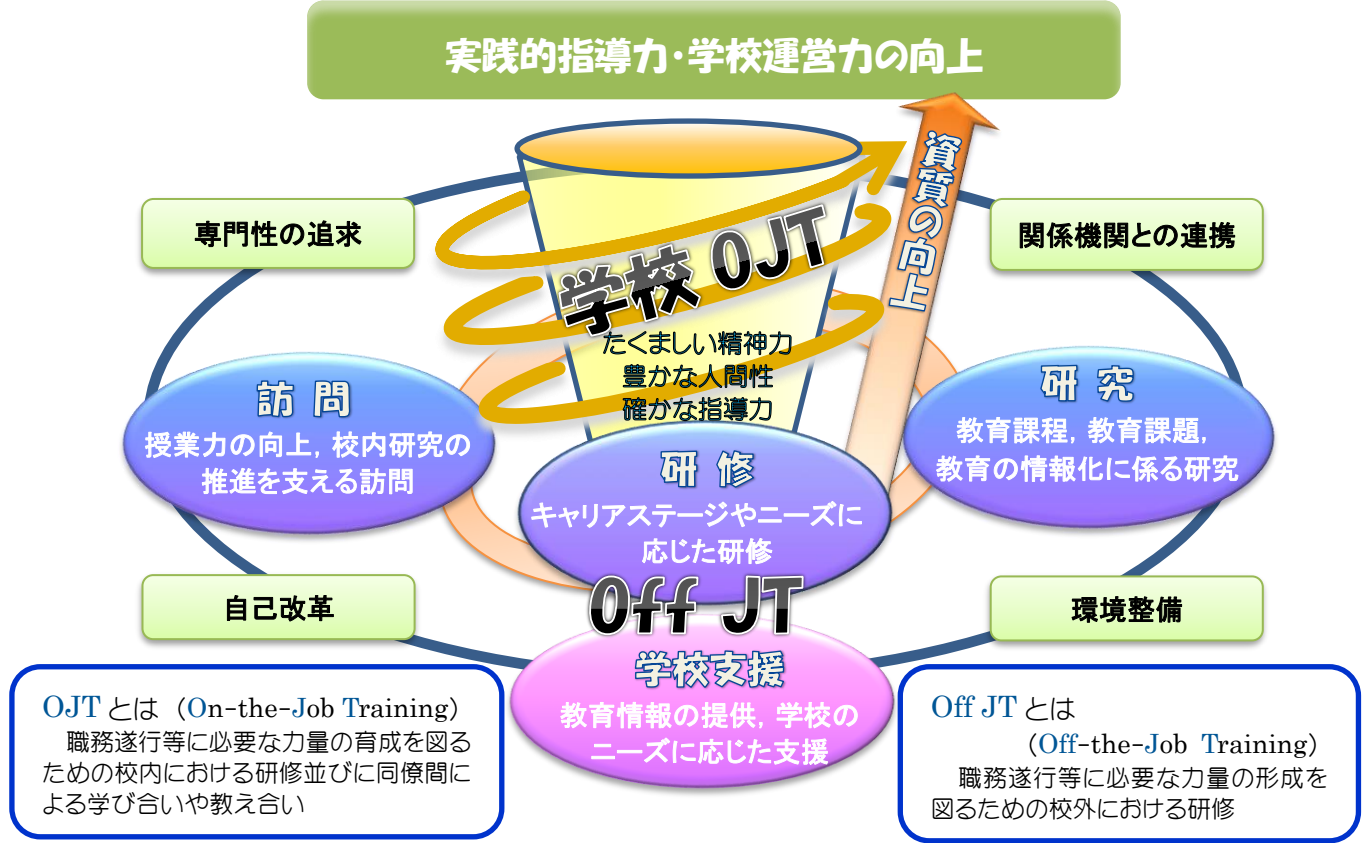 実践的指導力・学校運営力の向上
資質の向上
専門性の追求
関係機関との連携
学校 OJT
たくましい精神力
豊かな人間性
確かな指導力
訪 問
授業力の向上，校内研究の
推進を支える訪問
研 究
教育課程，教育課題，
教育の情報化に係る研究
研 修
キャリアステージやニーズに
応じた研修
自己改革
Off JT
環境整備
学校支援
教育情報の提供，学校の
ニーズに応じた支援
OJT とは（On-the-Job Training）
職務遂行等に必要な力量の育成を図る
ための校内における研修並びに同僚間に
よる学び合いや教え合い
Off JT とは
（Off-the-Job Training）
職務遂行等に必要な力量の形成を
図るための校外における研修